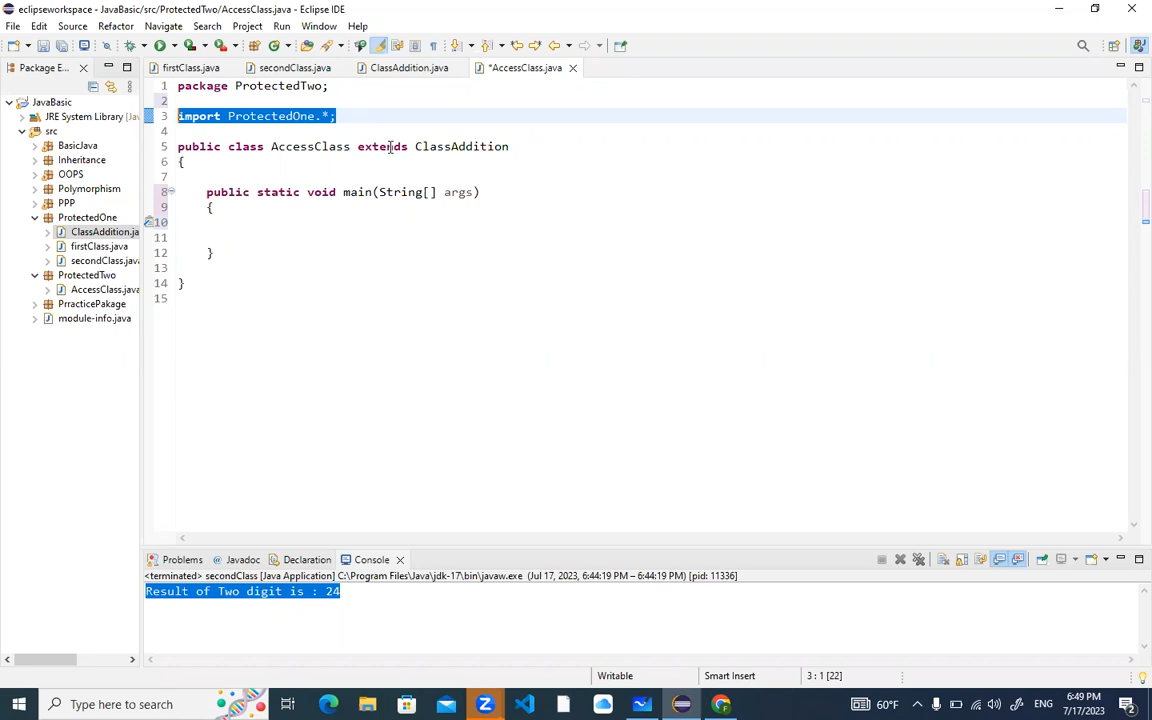 eclipseworkspace - JavaBasic/src/ProtectedTwo/AccessClass.java - Eclipse IDE
File Edit Source Refactor Navigate Search Project Run Window Help
Package E...
firstClass.java
secondClass.java
ClassAddition.java
*AccessClass.java
JavaBasic
JRE System Library [Jav
src
BasicJava
Inheritance
OOPS
Polymorphism
PPP
ProtectedOne
ClassAddition.ja
firstClass.java
secondClass.java
ProtectedTwo
AccessClass.java
PrracticePakage
module-info.java
1 package ProtectedTwo;
2
3 import ProtectedOne.*;
4
5 public class AccessClass extends ClassAddition
6 {
7
8 public static void main(String[] args)
9 {
10
11
12 }
13
14 }
15
Problems @ Javadoc Declaration Console
<terminated> secondClass [Java Application] C:\Program Files\Java\jdk-17\bin\javaw.exe (Jul 17, 2023, 6:44:19 PM – 6:44:19 PM) [pid: 11336]
Result of Two digit is : 24
Writable Smart Insert 3 : 1 [22]
Type here to search
60°F
ENG
6:49 PM
7/17/2023
2